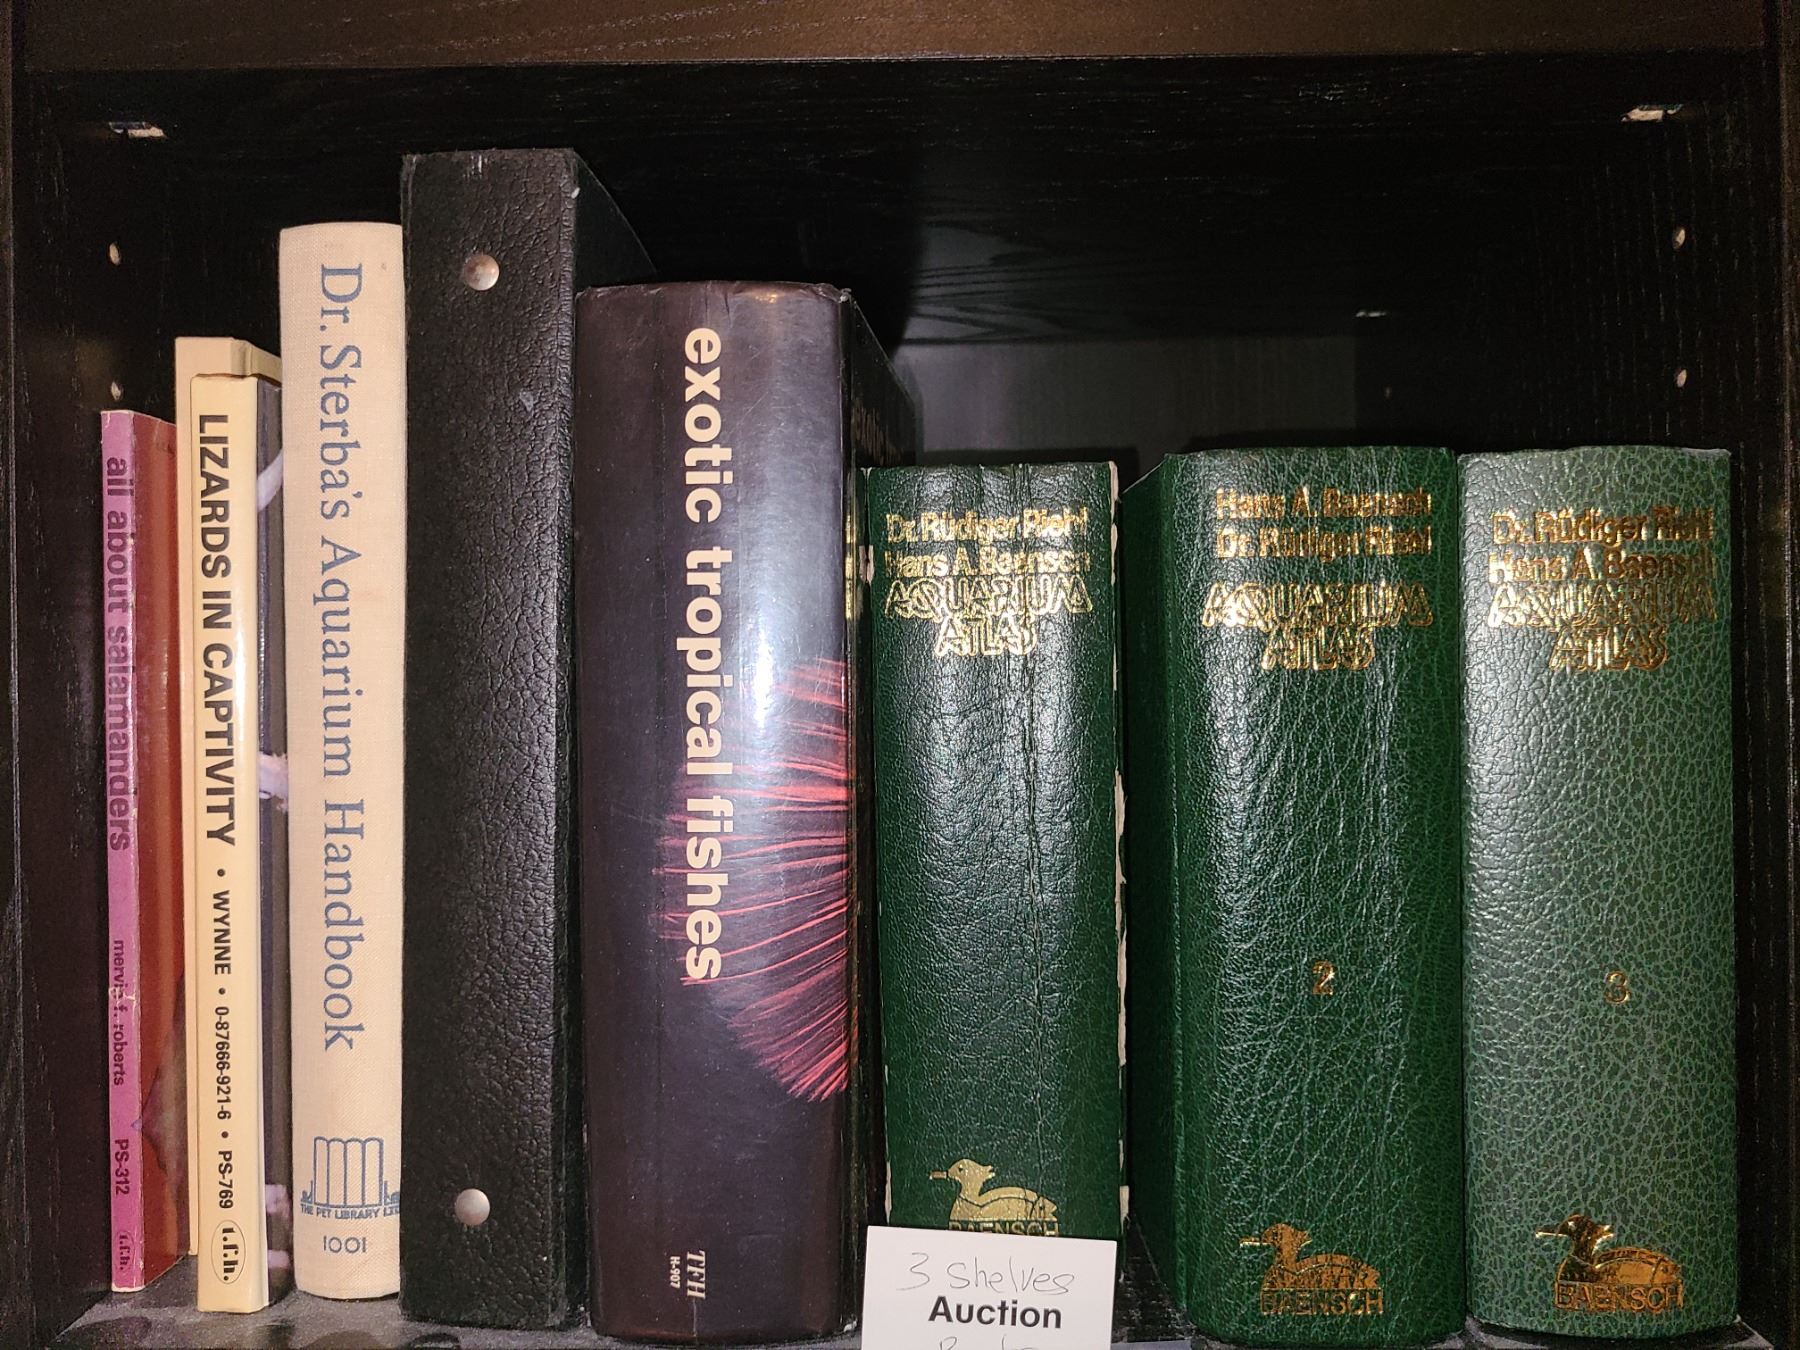 all about salamanders mervin f. roberts PS-312 t.f.h.
LIZARDS IN CAPTIVITY • WYNNE • 0-87666-921-6 • PS-769 t.f.h.
Dr. Sterba's Aquarium Handbook
THE PET LIBRARY LTD
1001
exotic tropical fishes
TFH
H-907
Dr. Rüdiger Riehl
Hans A. Baensch
AQUARIUM
ATLAS
BAENSCH
Hans A. Baensch
Dr. Rüdiger Riehl
AQUARIUM
ATLAS
2
BAENSCH
Dr. Rüdiger Riehl
Hans A. Baensch
AQUARIUM
ATLAS
3
BAENSCH
3 shelves
Auction